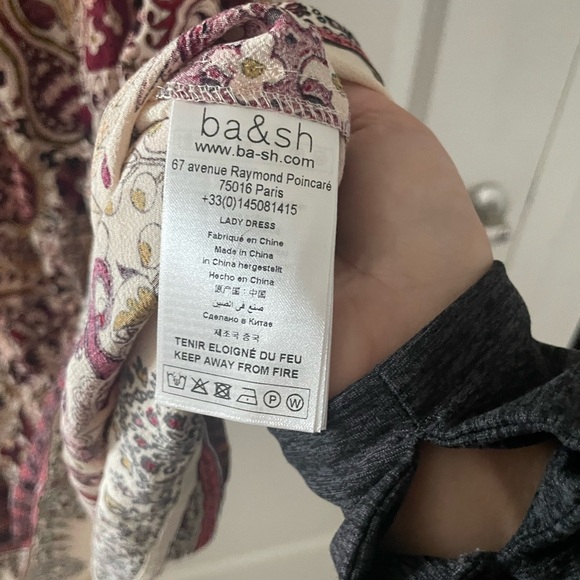 ba&sh
www.ba-sh.com
67 avenue Raymond Poincaré
75016 Paris
+33(0)145081415
LADY DRESS
Fabriqué en Chine
Made in China
in China hergestellt
Hecho en China
原产国：中国
صنع في الصين
Сделано в Китае
제조국 중국
TENIR ELOIGNÉ DU FEU
KEEP AWAY FROM FIRE
P W